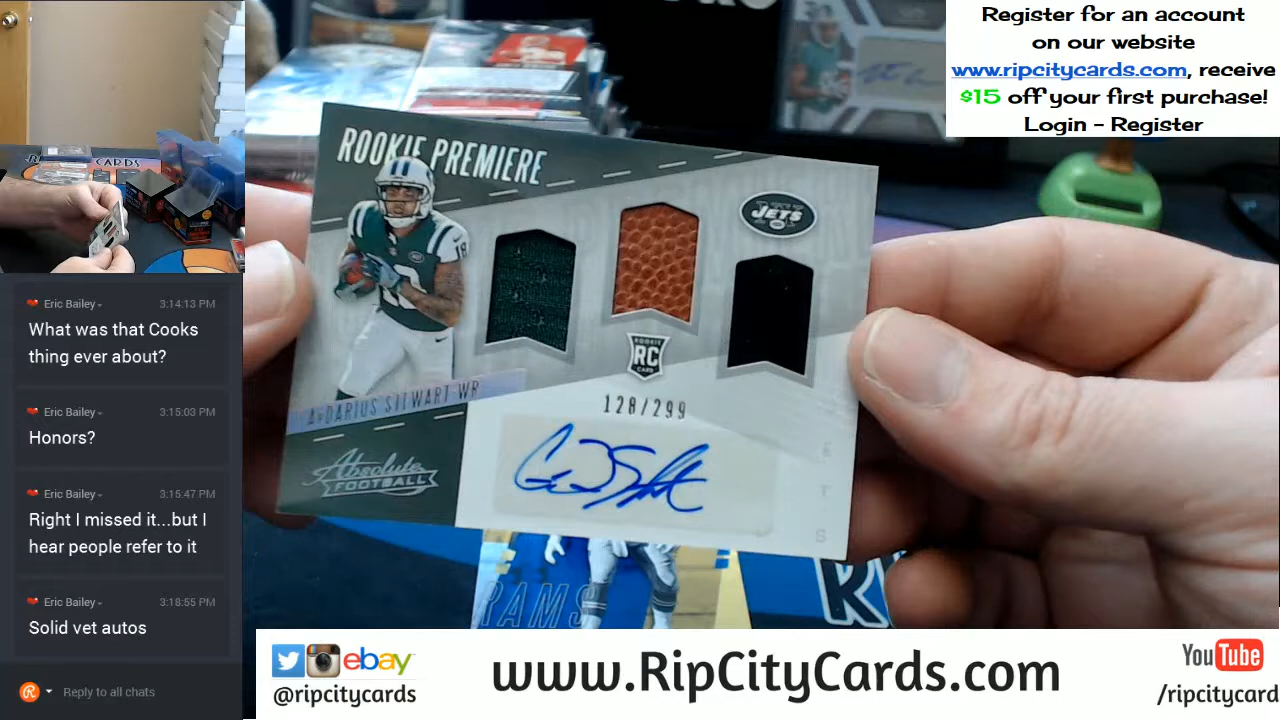 Register for an account
on our website
www.ripcitycards.com, receive
$15 off your first purchase!
Login - Register
CARDS
Eric Bailey
3:14:13 PM
What was that Cooks
thing ever about?
Eric Bailey
3:15:03 PM
Honors?
Eric Bailey
3:15:47 PM
Right I missed it...but I
hear people refer to it
Eric Bailey
3:18:55 PM
Solid vet autos
Reply to all chats
ROOKIE PREMIERE
JETS
18
ROOKIE
RC
CARD
ArDARIUS STEWART WR
128/299
Absolute
FOOTBALL
RAMS
@ripcitycards
ebay
www.RipCityCards.com
YouTube
/ripcitycard